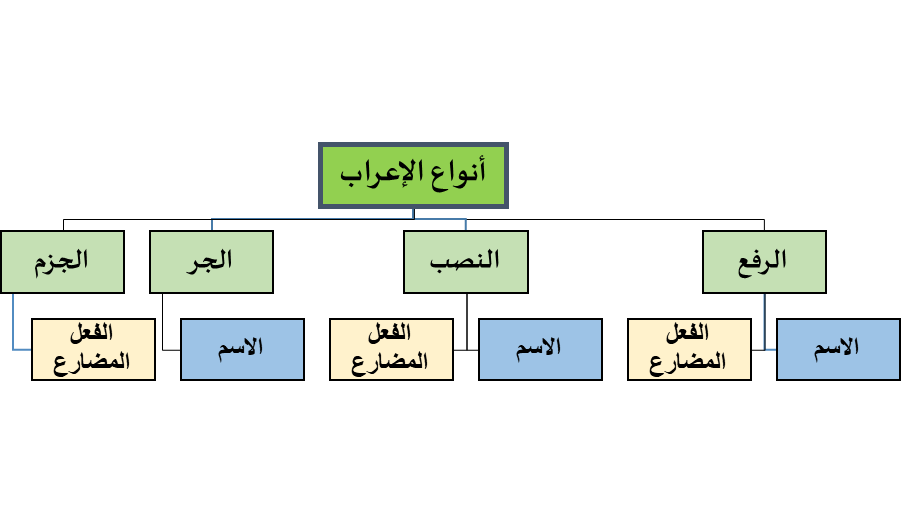 أنواع الإعراب
الرفع
النصب
الجر
الجزم
الاسم
الفعل
المضارع
الاسم
الفعل
المضارع
الاسم
الفعل
المضارع